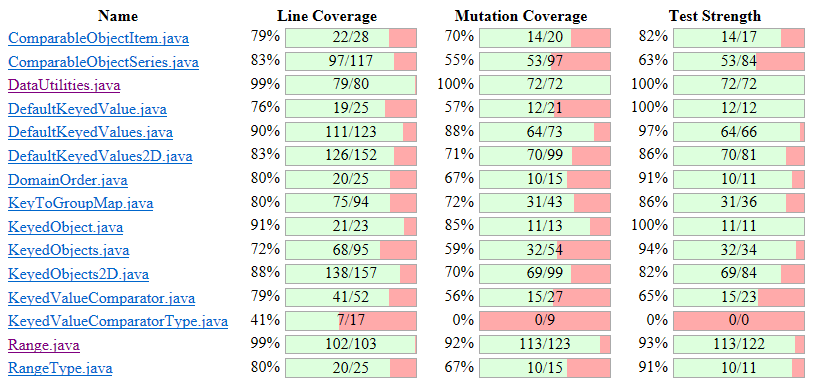 Name Line Coverage Mutation Coverage Test Strength
ComparableObjectItem.java 79% 22/28 70% 14/20 82% 14/17
ComparableObjectSeries.java 83% 97/117 55% 53/97 63% 53/84
DataUtilities.java 99% 79/80 100% 72/72 100% 72/72
DefaultKeyedValue.java 76% 19/25 57% 12/21 100% 12/12
DefaultKeyedValues.java 90% 111/123 88% 64/73 97% 64/66
DefaultKeyedValues2D.java 83% 126/152 71% 70/99 86% 70/81
DomainOrder.java 80% 20/25 67% 10/15 91% 10/11
KeyToGroupMap.java 80% 75/94 72% 31/43 86% 31/36
KeyedObject.java 91% 21/23 85% 11/13 100% 11/11
KeyedObjects.java 72% 68/95 59% 32/54 94% 32/34
KeyedObjects2D.java 88% 138/157 70% 69/99 82% 69/84
KeyedValueComparator.java 79% 41/52 56% 15/27 65% 15/23
KeyedValueComparatorType.java 41% 7/17 0% 0/9 0% 0/0
Range.java 99% 102/103 92% 113/123 93% 113/122
RangeType.java 80% 20/25 67% 10/15 91% 10/11